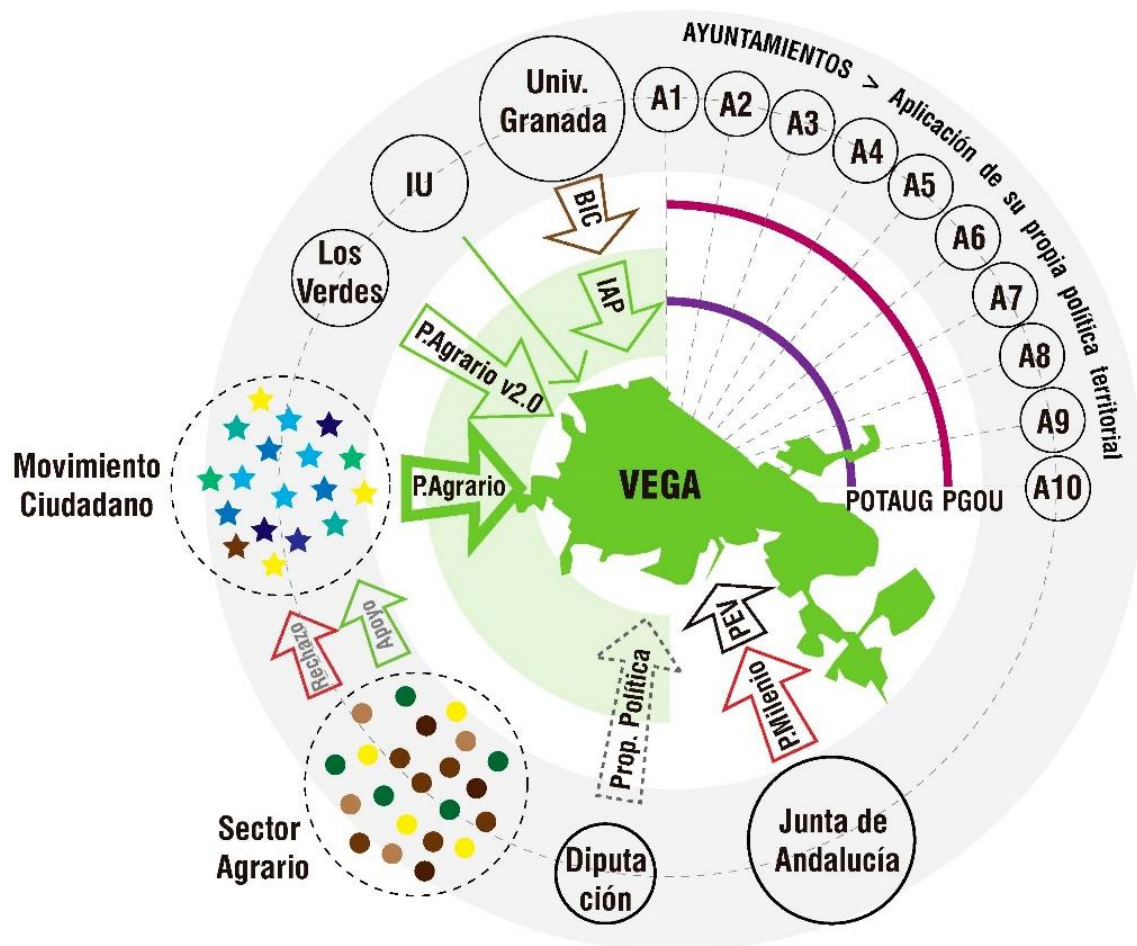 AYUNTAMIENTOS > Aplicación de su propia política territorial
Univ.
Granada
A1
A2
A3
A4
A5
A6
A7
A8
A9
A10
IU
Los
Verdes
BIC
IAP
P.Agrario v2.0
P.Agrario
VEGA
POTAUG PGOU
Movimiento
Ciudadano
Rechazo
Apoyo
Sector
Agrario
Prop. Política
PEV
P.Milenio
Diputa
ción
Junta de
Andalucía